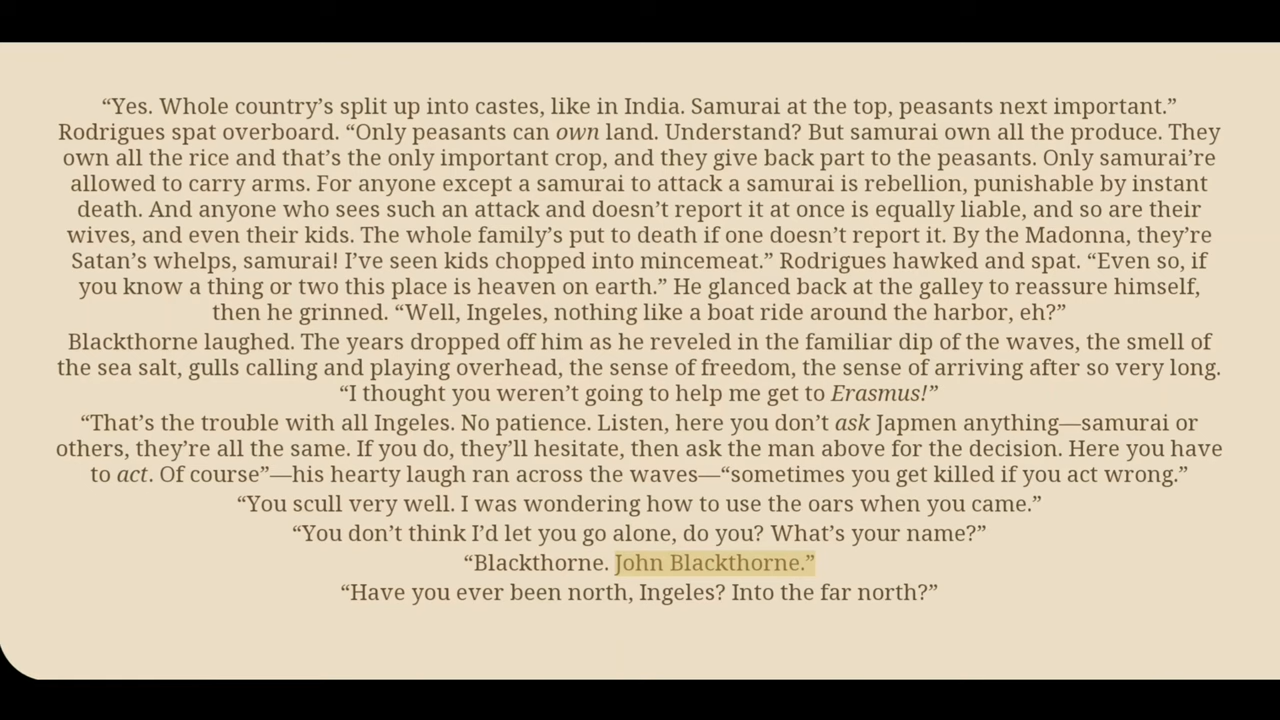 “Yes. Whole country’s split up into castes, like in India. Samurai at the top, peasants next important.”
Rodrigues spat overboard. “Only peasants can own land. Understand? But samurai own all the produce. They
own all the rice and that’s the only important crop, and they give back part to the peasants. Only samurai’re
allowed to carry arms. For anyone except a samurai to attack a samurai is rebellion, punishable by instant
death. And anyone who sees such an attack and doesn’t report it at once is equally liable, and so are their
wives, and even their kids. The whole family’s put to death if one doesn’t report it. By the Madonna, they’re
Satan’s whelps, samurai! I’ve seen kids chopped into mincemeat.” Rodrigues hawked and spat. “Even so, if
you know a thing or two this place is heaven on earth.” He glanced back at the galley to reassure himself,
then he grinned. “Well, Ingeles, nothing like a boat ride around the harbor, eh?”
Blackthorne laughed. The years dropped off him as he reveled in the familiar dip of the waves, the smell of
the sea salt, gulls calling and playing overhead, the sense of freedom, the sense of arriving after so very long.
“I thought you weren’t going to help me get to Erasmus!”
“That’s the trouble with all Ingeles. No patience. Listen, here you don’t ask Japmen anything—samurai or
others, they’re all the same. If you do, they’ll hesitate, then ask the man above for the decision. Here you have
to act. Of course”—his hearty laugh ran across the waves—“sometimes you get killed if you act wrong.”
“You scull very well. I was wondering how to use the oars when you came.”
“You don’t think I’d let you go alone, do you? What’s your name?”
“Blackthorne. John Blackthorne.”
“Have you ever been north, Ingeles? Into the far north?”